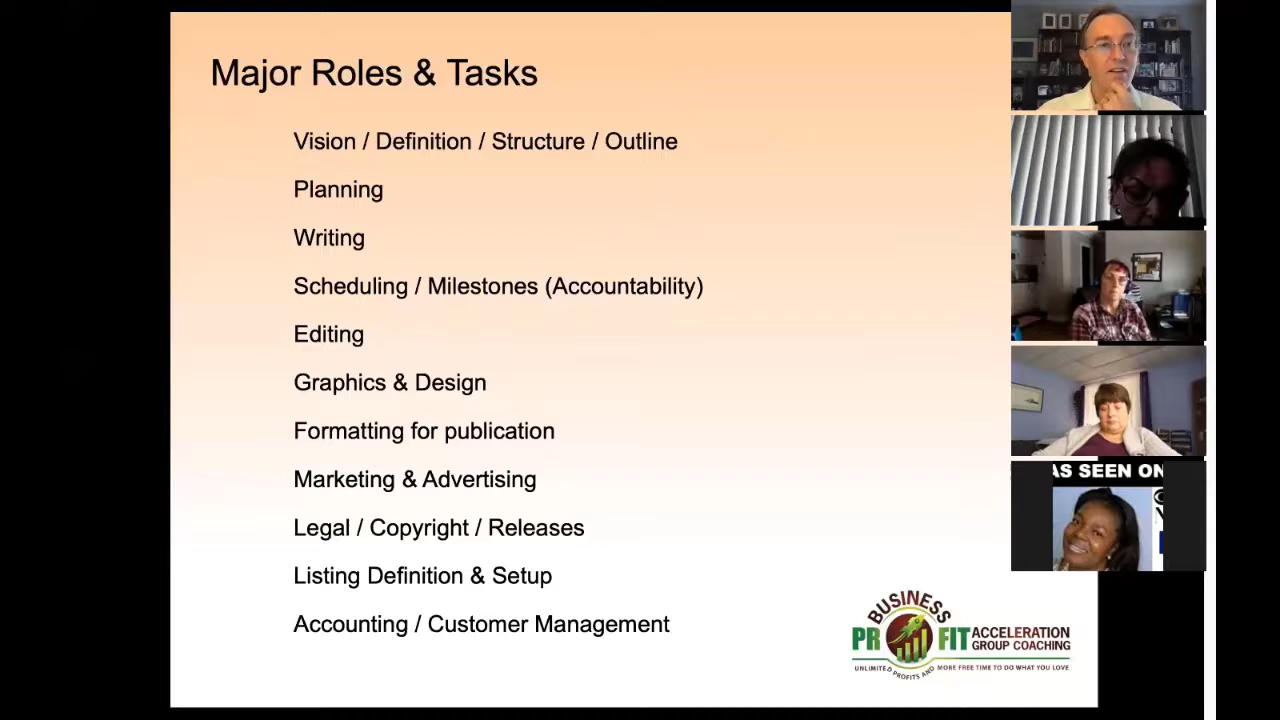 Major Roles & Tasks
Vision / Definition / Structure / Outline
Planning
Writing
Scheduling / Milestones (Accountability)
Editing
Graphics & Design
Formatting for publication
Marketing & Advertising
Legal / Copyright / Releases
Listing Definition & Setup
Accounting / Customer Management
BUSINESS
PR FIT ACCELERATION
GROUP COACHING
UNLIMITED PROFITS AND MORE FREE TIME TO DO WHAT YOU LOVE
AS SEEN ON